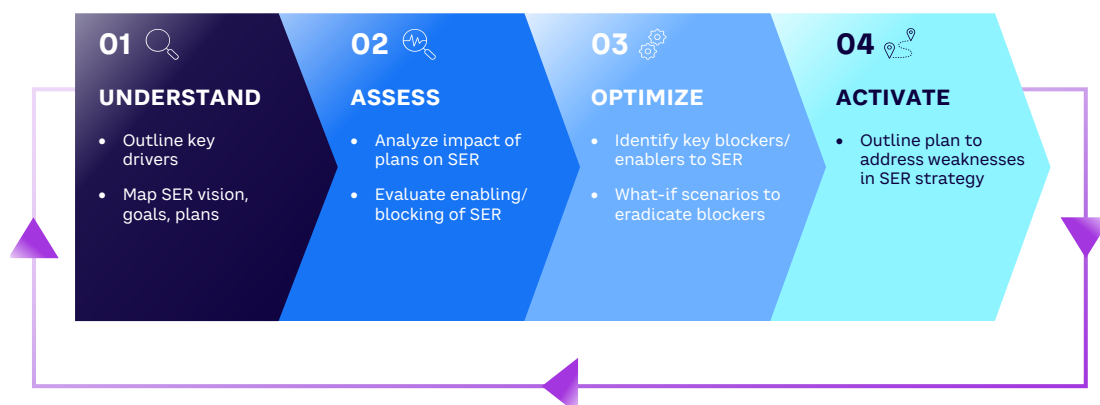 01
UNDERSTAND
• Outline key
drivers
• Map SER vision,
goals, plans
02
ASSESS
• Analyze impact of
plans on SER
• Evaluate enabling/
blocking of SER
03
OPTIMIZE
• Identify key blockers/
enablers to SER
• What-if scenarios to
eradicate blockers
04
ACTIVATE
• Outline plan to
address weaknesses
in SER strategy